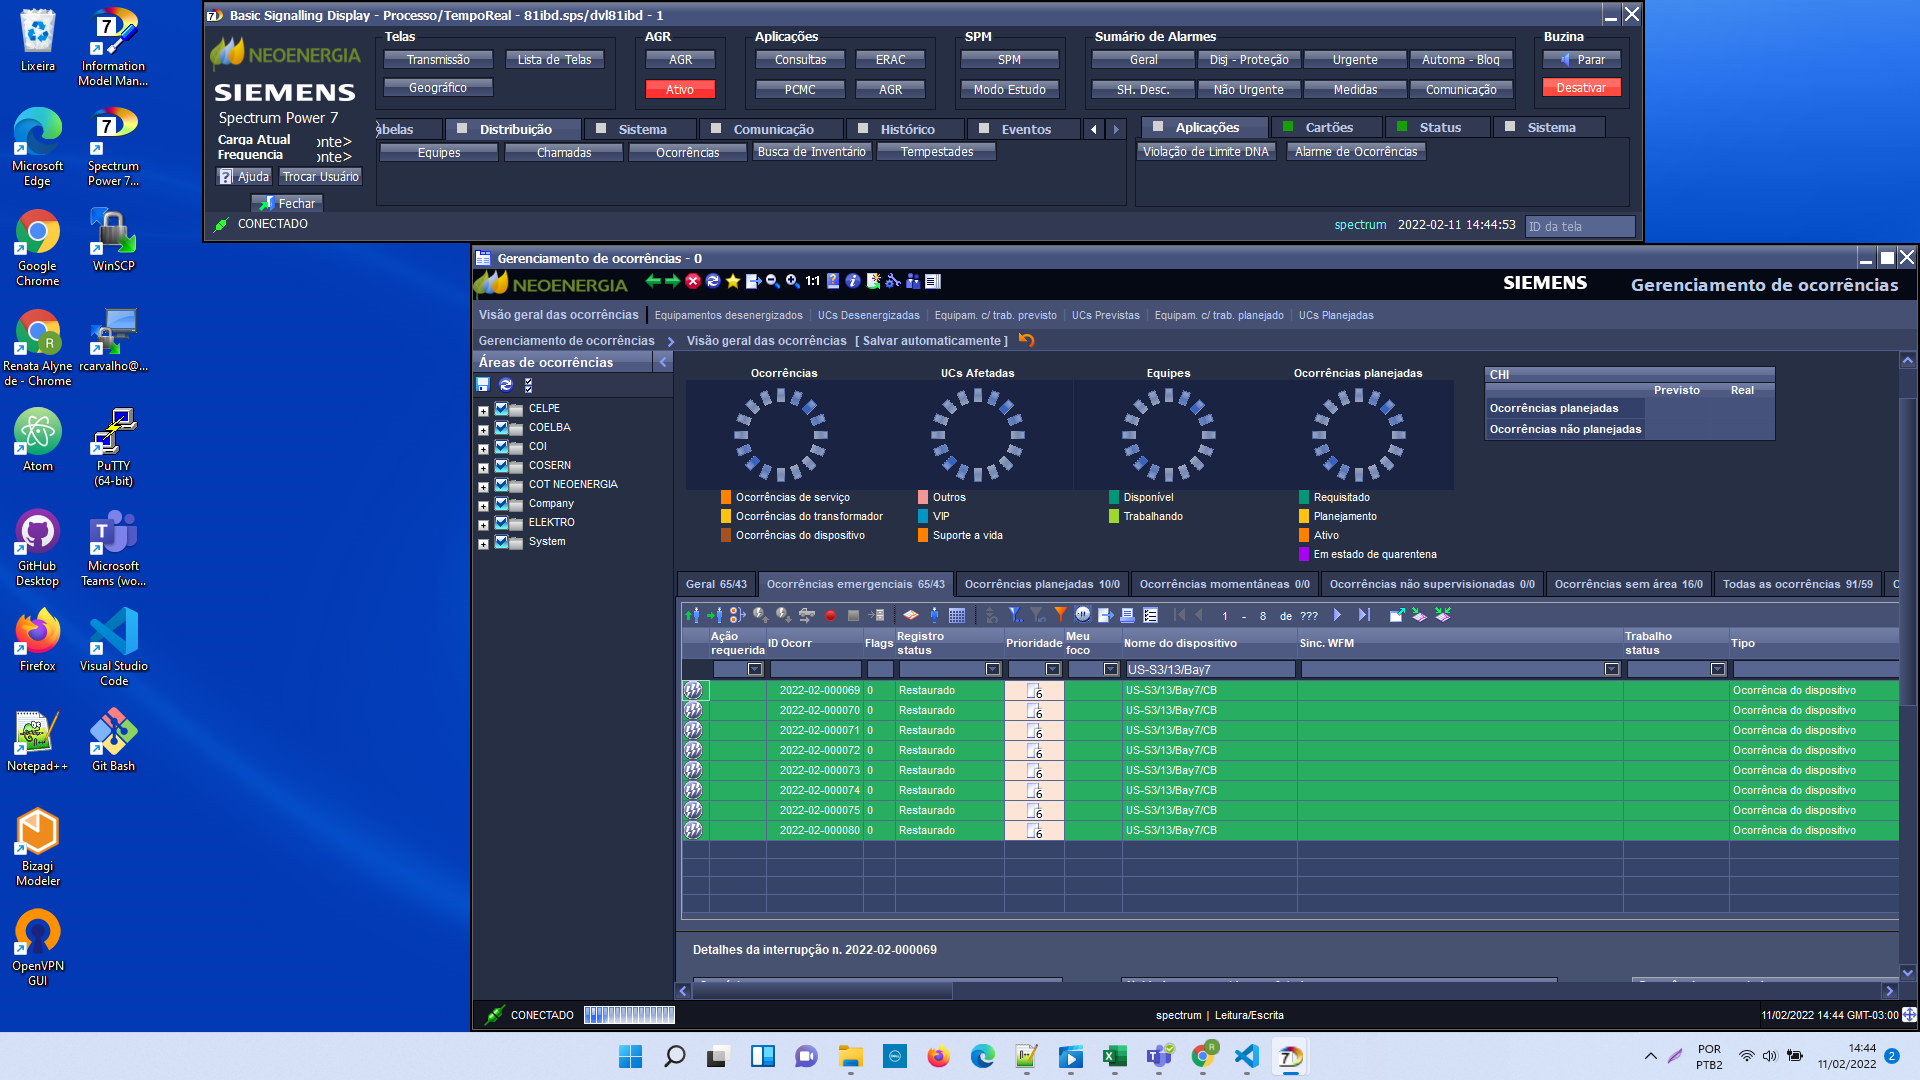 Lixeira
Information
Model Man...
Microsoft
Edge
Spectrum
Power 7...
Google
Chrome
WinSCP
Renata Alyne
de - Chrome
rcarvalho@...
Atom
PuTTY
(64-bit)
GitHub
Desktop
Microsoft
Teams (wo...
Firefox
Visual Studio
Code
Notepad++
Git Bash
Bizagi
Modeler
OpenVPN
GUI
Basic Signalling Display - Processo/TempoReal - 81ibd.sps/dvl81ibd - 1
NEOENERGIA
SIEMENS
Spectrum Power 7
Carga Atual onte>
Frequencia onte>
Ajuda Trocar Usuário
Fechar
CONECTADO
Telas
Transmissão Lista de Telas
Geográfico
AGR
AGR
Ativo
Aplicações
Consultas ERAC
PCMC AGR
SPM
SPM
Modo Estudo
Sumário de Alarmes
Geral Disj - Proteção Urgente Automa - Bloq
SH. Desc. Não Urgente Medidas Comunicação
Buzina
Parar
Desativar
abelas Distribuição Sistema Comunicação Histórico Eventos
Equipes Chamadas Ocorrências Busca de Inventário Tempestades
Aplicações Cartões Status Sistema
Violação de Limite DNA Alarme de Ocorrências
spectrum 2022-02-11 14:44:53 ID da tela
Gerenciamento de ocorrências - 0
NEOENERGIA 1:1 SIEMENS Gerenciamento de ocorrências
Visão geral das ocorrências Equipamentos desenergizados UCs Desenergizadas Equipam. c/ trab. previsto UCs Previstas Equipam. c/ trab. planejado UCs Planejadas
Gerenciamento de ocorrências Visão geral das ocorrências [ Salvar automaticamente ]
Áreas de ocorrências
CELPE
COELBA
COI
COSERN
COT NEOENERGIA
Company
ELEKTRO
System
Ocorrências
Ocorrências de serviço
Ocorrências do transformador
Ocorrências do dispositivo
UCs Afetadas
Outros
VIP
Suporte a vida
Equipes
Disponível
Trabalhando
Ocorrências planejadas
Requisitado
Planejamento
Ativo
Em estado de quarentena
CHI
Previsto Real
Ocorrências planejadas
Ocorrências não planejadas
Geral 65/43 Ocorrências emergenciais 65/43 Ocorrências planejadas 10/0 Ocorrências momentâneas 0/0 Ocorrências não supervisionadas 0/0 Ocorrências sem área 16/0 Todas as ocorrências 91/59
1 - 8 de ???
Ação requerida ID Ocorr Flags Registro status Prioridade Meu foco Nome do dispositivo Sinc. WFM Trabalho status Tipo
US-S3/13/Bay7
2022-02-000069 0 Restaurado 6 US-S3/13/Bay7/CB Ocorrência do dispositivo
2022-02-000070 0 Restaurado 6 US-S3/13/Bay7/CB Ocorrência do dispositivo
2022-02-000071 0 Restaurado 6 US-S3/13/Bay7/CB Ocorrência do dispositivo
2022-02-000072 0 Restaurado 6 US-S3/13/Bay7/CB Ocorrência do dispositivo
2022-02-000073 0 Restaurado 6 US-S3/13/Bay7/CB Ocorrência do dispositivo
2022-02-000074 0 Restaurado 6 US-S3/13/Bay7/CB Ocorrência do dispositivo
2022-02-000075 0 Restaurado 6 US-S3/13/Bay7/CB Ocorrência do dispositivo
2022-02-000080 0 Restaurado 6 US-S3/13/Bay7/CB Ocorrência do dispositivo
Detalhes da interrupção n. 2022-02-000069
CONECTADO spectrum | Leitura/Escrita 11/02/2022 14:44 GMT-03:00
POR
PTB2
14:44
11/02/2022
2